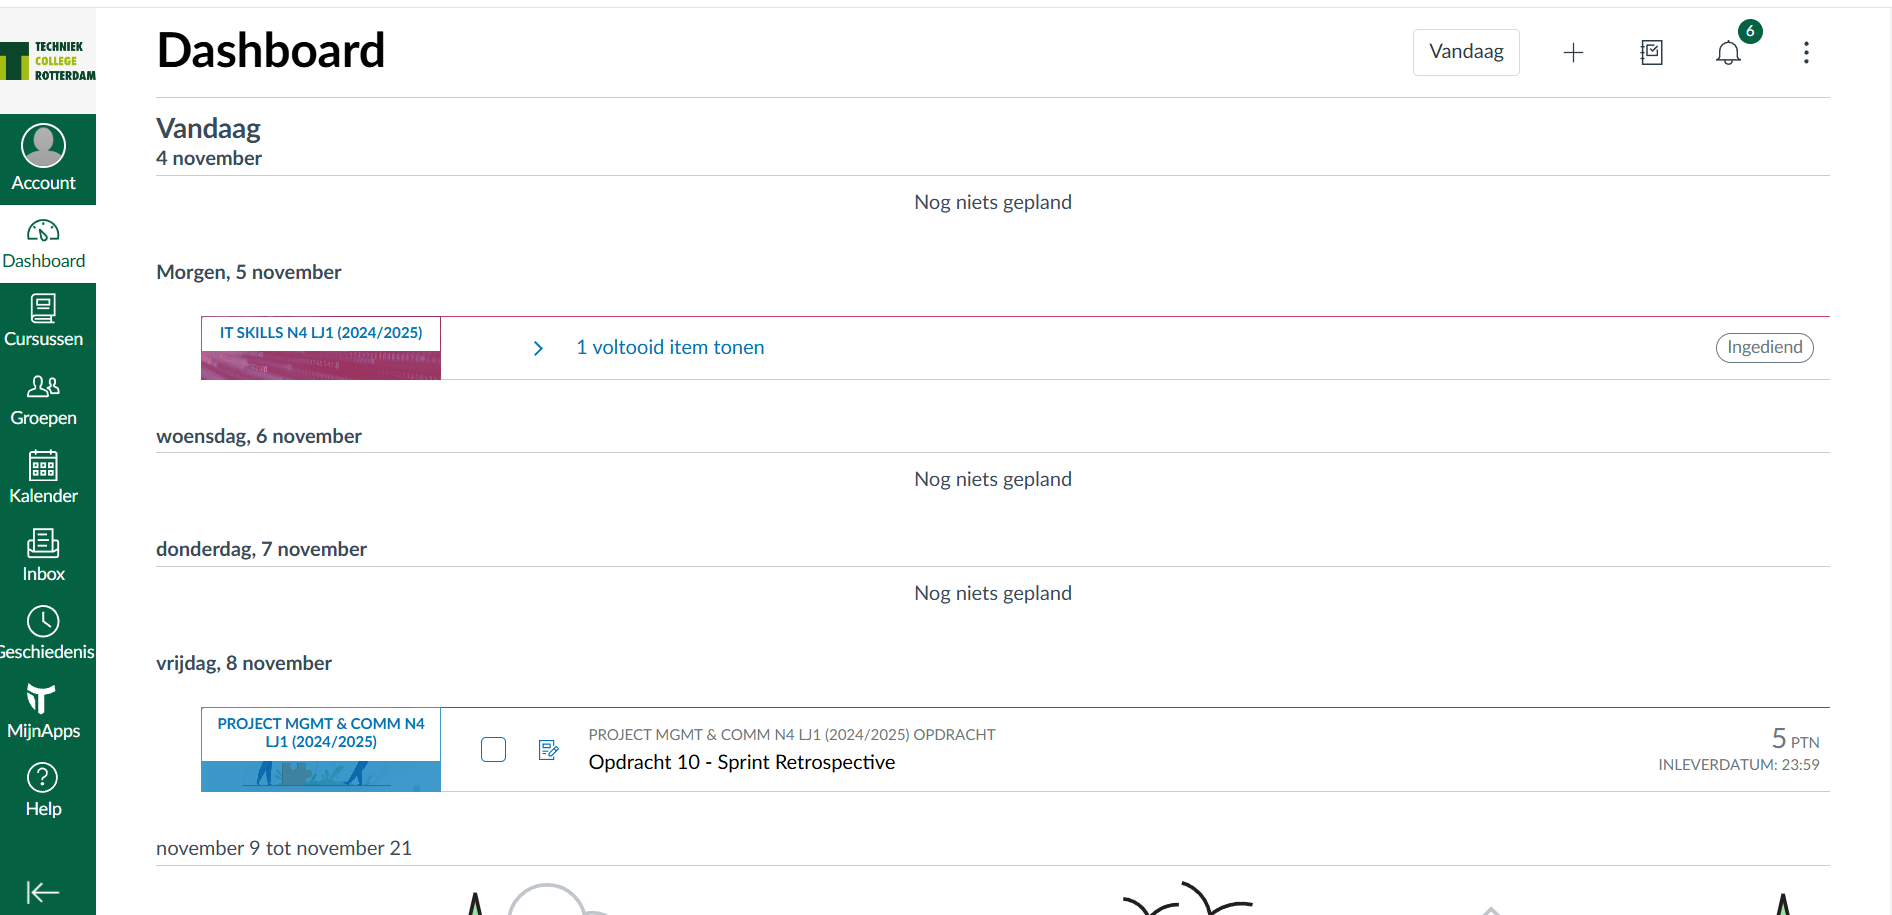 TECHNIEK
COLLEGE
ROTTERDAM
Account
Dashboard
Cursussen
Groepen
Kalender
Inbox
Geschiedenis
MijnApps
Help
Dashboard
Vandaag
6
Vandaag
4 november
Nog niets gepland
Morgen, 5 november
IT SKILLS N4 LJ1 (2024/2025)
1 voltooid item tonen
Ingediend
woensdag, 6 november
Nog niets gepland
donderdag, 7 november
Nog niets gepland
vrijdag, 8 november
PROJECT MGMT & COMM N4
LJ1 (2024/2025)
PROJECT MGMT & COMM N4 LJ1 (2024/2025) OPDRACHT
Opdracht 10 - Sprint Retrospective
5 PTN
INLEVERDATUM: 23:59
november 9 tot november 21